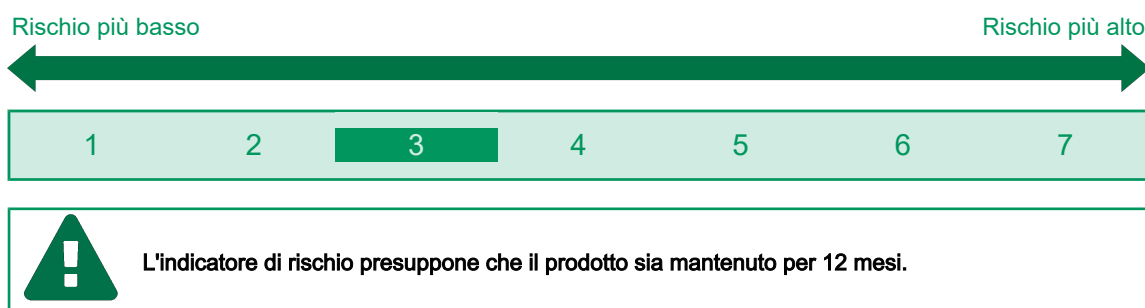 Rischio più basso Rischio più alto
1 2 3 4 5 6 7
L'indicatore di rischio presuppone che il prodotto sia mantenuto per 12 mesi.